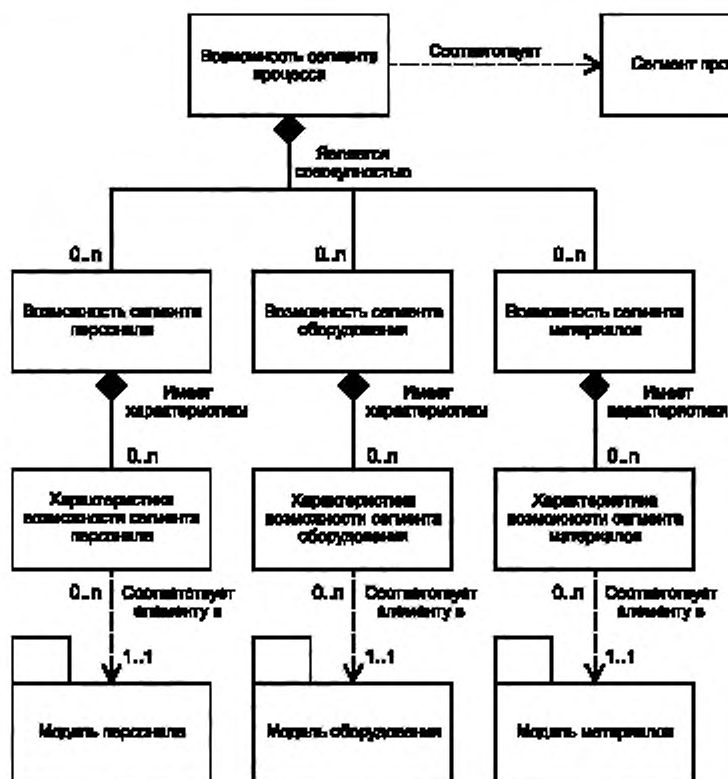 Возможность сегмента
процесса
Соответствует
Сегмент про
Является
совокупностью
0..n
0..n
0..n
Возможность сегмента
персонала
Возможность сегмента
оборудования
Возможность сегмента
материалов
Имеет
характеристики
Имеет
характеристики
Имеет
характеристики
0..n
0..n
0..n
Характеристика
возможности сегмента
персонала
Характеристика
возможности сегмента
оборудования
Характеристика
возможности сегмента
материалов
0..n
Соответствует
элементу в
0..n
Соответствует
элементу в
0..n
Соответствует
элементу в
1..1
1..1
1..1
Модель персонала
Модель оборудования
Модель материалов